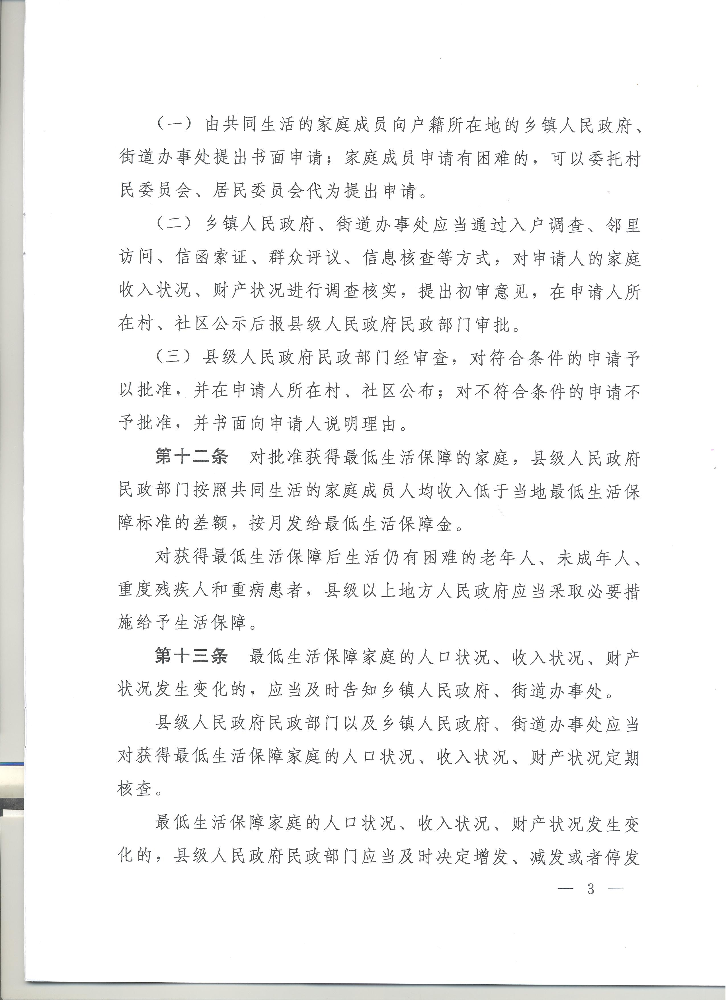 （一）由共同生活的家庭成员向户籍所在地的乡镇人民政府、
街道办事处提出书面申请；家庭成员申请有困难的，可以委托村
民委员会、居民委员会代为提出申请。
（二）乡镇人民政府、街道办事处应当通过入户调查、邻里
访问、信函索证、群众评议、信息核查等方式，对申请人的家庭
收入状况、财产状况进行调查核实，提出初审意见，在申请人所
在村、社区公示后报县级人民政府民政部门审批。
（三）县级人民政府民政部门经审查，对符合条件的申请予
以批准，并在申请人所在村、社区公布；对不符合条件的申请不
予批准，并书面向申请人说明理由。
第十二条　对批准获得最低生活保障的家庭，县级人民政府
民政部门按照共同生活的家庭成员人均收入低于当地最低生活保
障标准的差额，按月发给最低生活保障金。
对获得最低生活保障后生活仍有困难的老年人、未成年人、
重度残疾人和重病患者，县级以上地方人民政府应当采取必要措
施给予生活保障。
第十三条　最低生活保障家庭的人口状况、收入状况、财产
状况发生变化的，应当及时告知乡镇人民政府、街道办事处。
县级人民政府民政部门以及乡镇人民政府、街道办事处应当
对获得最低生活保障家庭的人口状况、收入状况、财产状况定期
核查。
最低生活保障家庭的人口状况、收入状况、财产状况发生变
化的，县级人民政府民政部门应当及时决定增发、减发或者停发
— 3 —